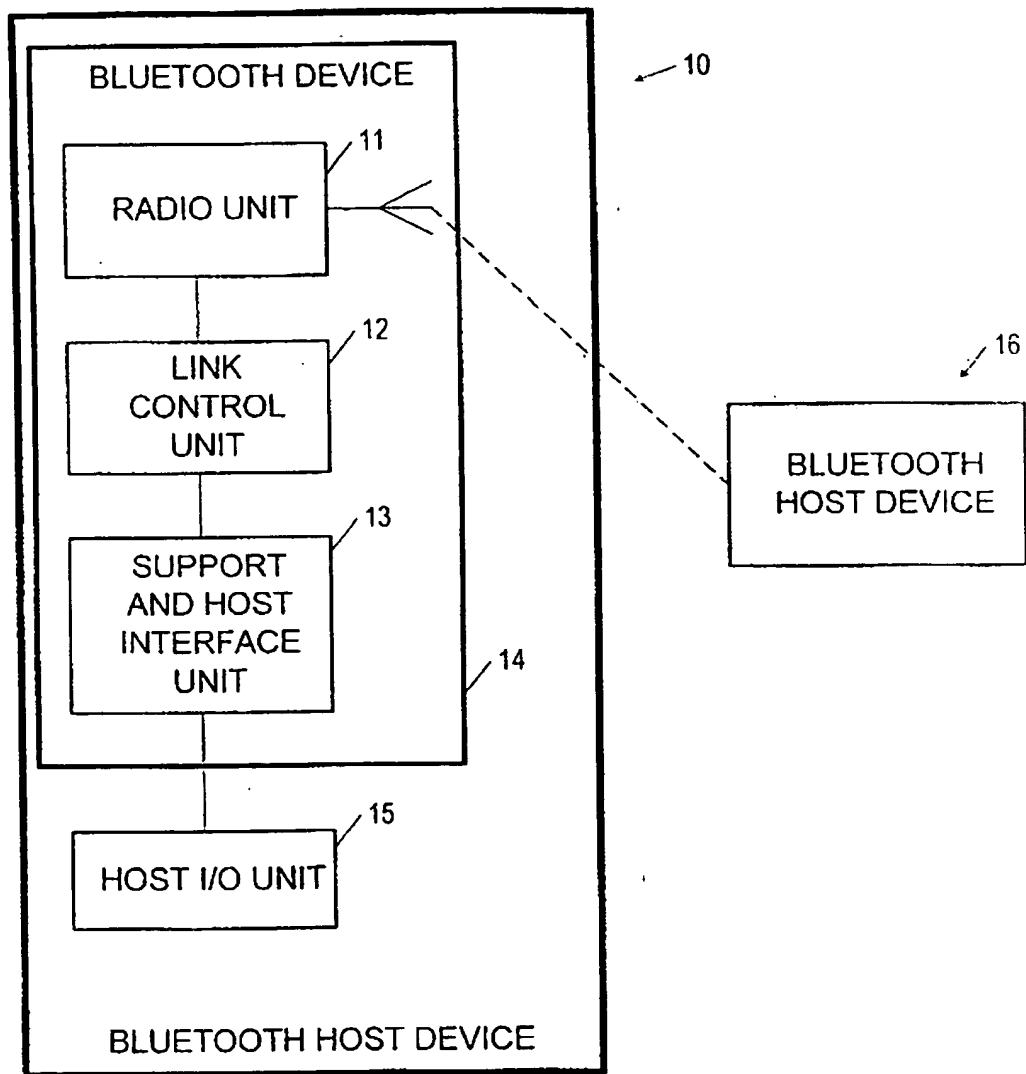 BLUETOOTH DEVICE
10
11
RADIO UNIT
12
LINK
CONTROL
UNIT
16
BLUETOOTH
HOST DEVICE
13
SUPPORT
AND HOST
INTERFACE
UNIT
14
15
HOST I/O UNIT
BLUETOOTH HOST DEVICE